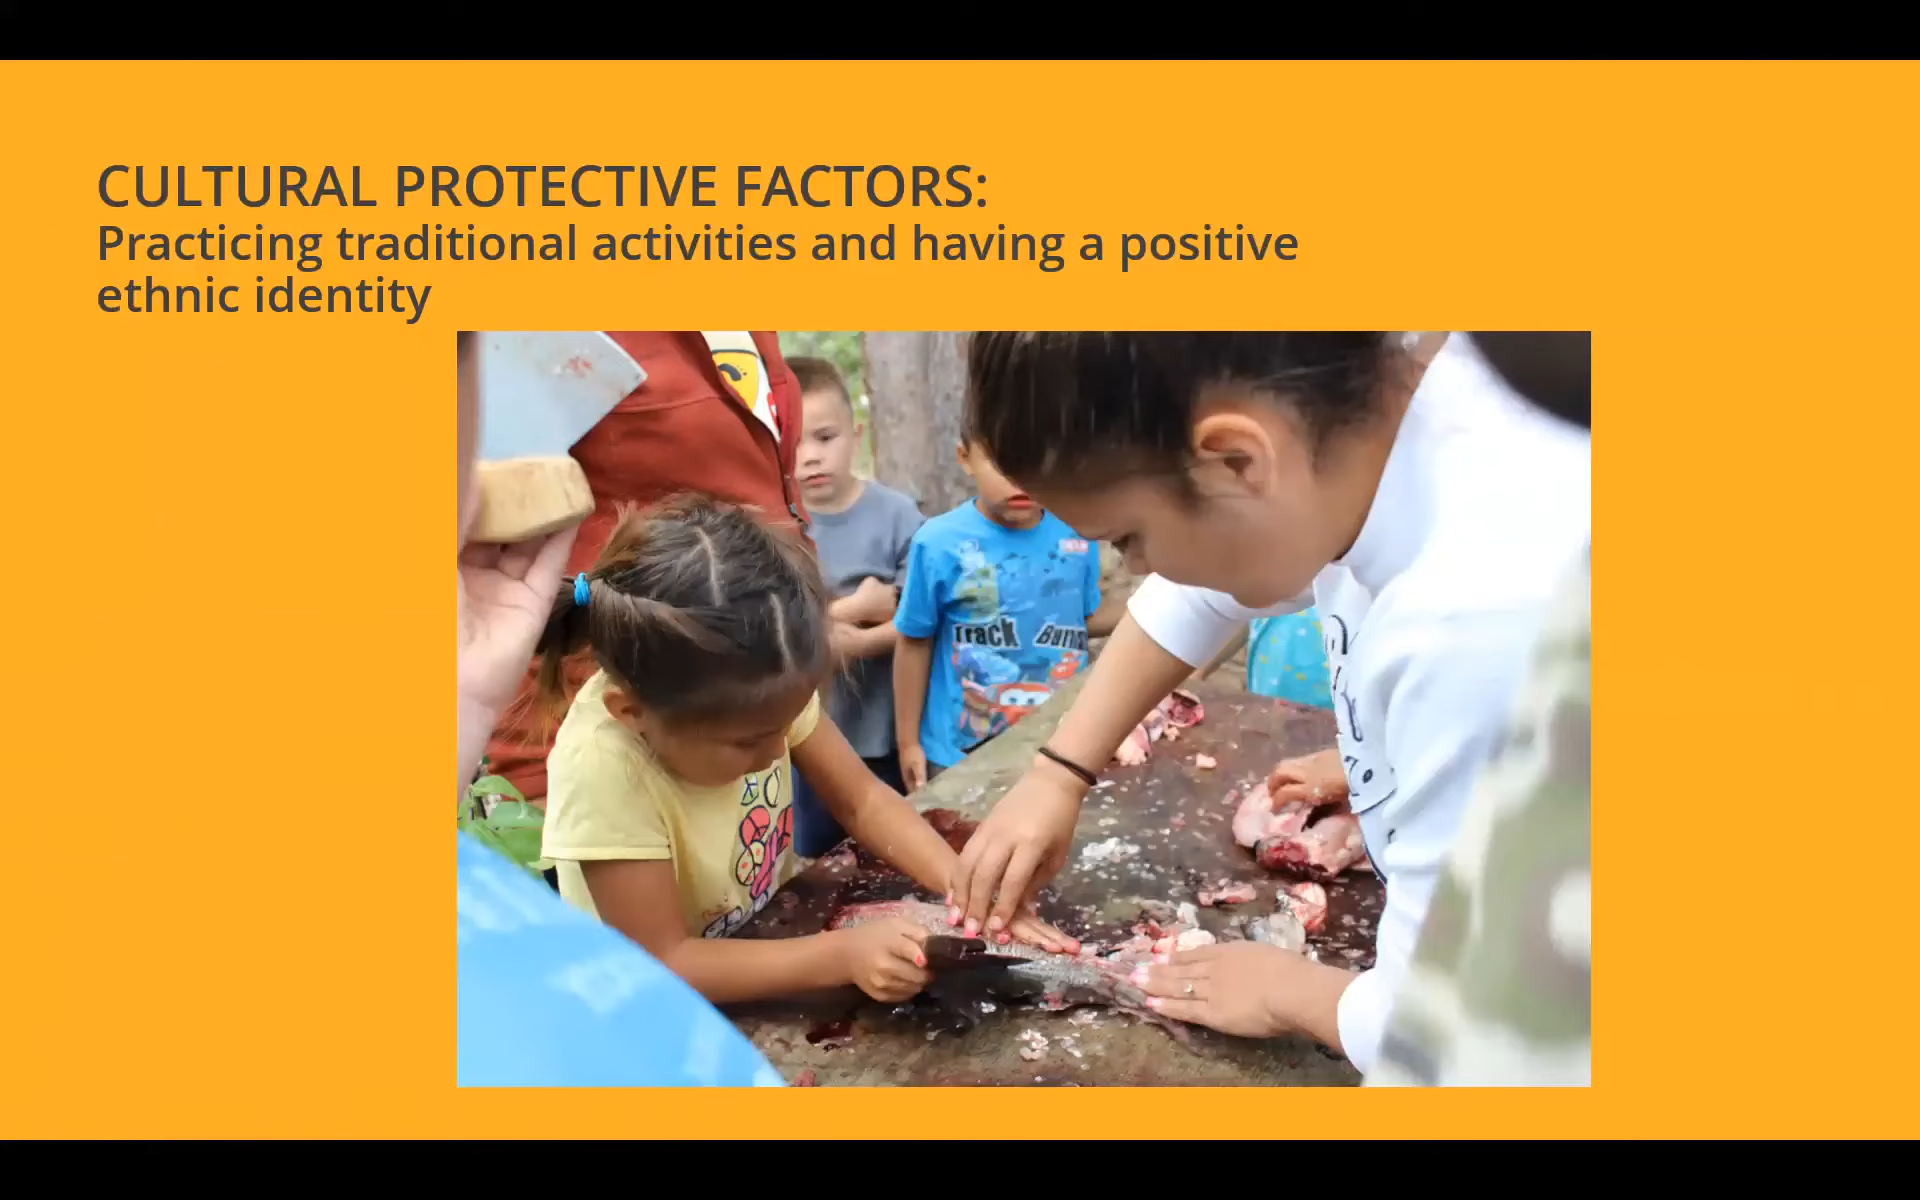 CULTURAL PROTECTIVE FACTORS:
Practicing traditional activities and having a positive
ethnic identity
Track